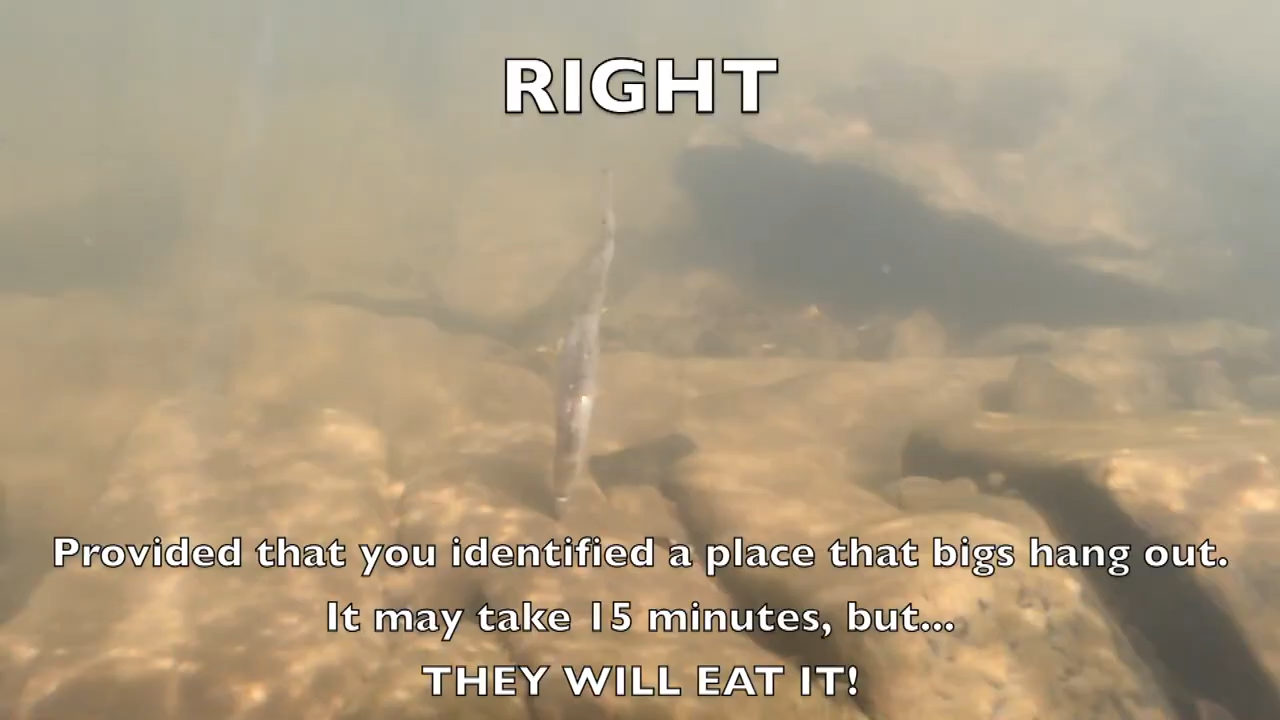 RIGHT
Provided that you identified a place that bigs hang out.
It may take 15 minutes, but...
THEY WILL EAT IT!